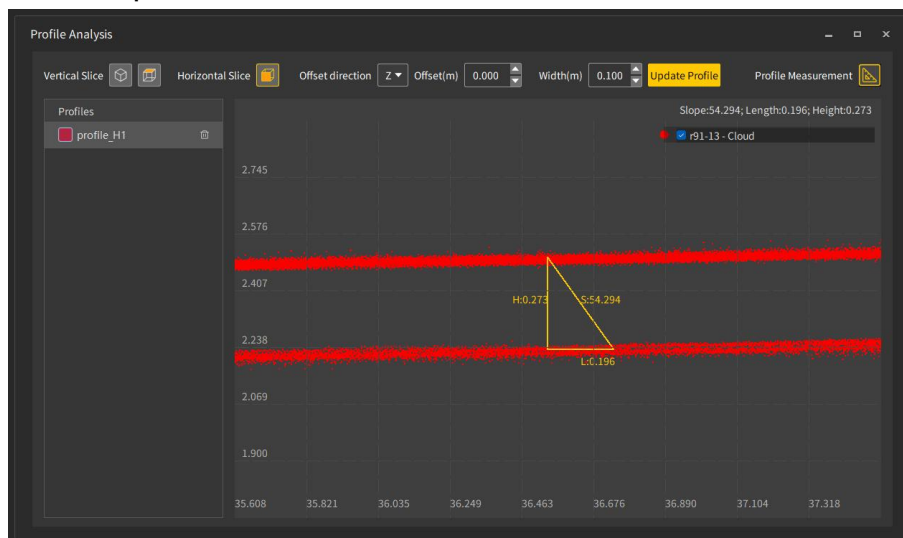 Profile Analysis
Vertical Slice Horizontal Slice Offset direction Z Offset(m) 0.000 Width(m) 0.100 Update Profile Profile Measurement
Profiles
profile_H1
Slope:54.294; Length:0.196; Height:0.273
r91-13 - Cloud
2.745
2.576
2.407
H:0.273 S:54.294
2.238
L:0.196
2.069
1.900
35.608 35.821 36.035 36.249 36.463 36.676 36.890 37.104 37.318